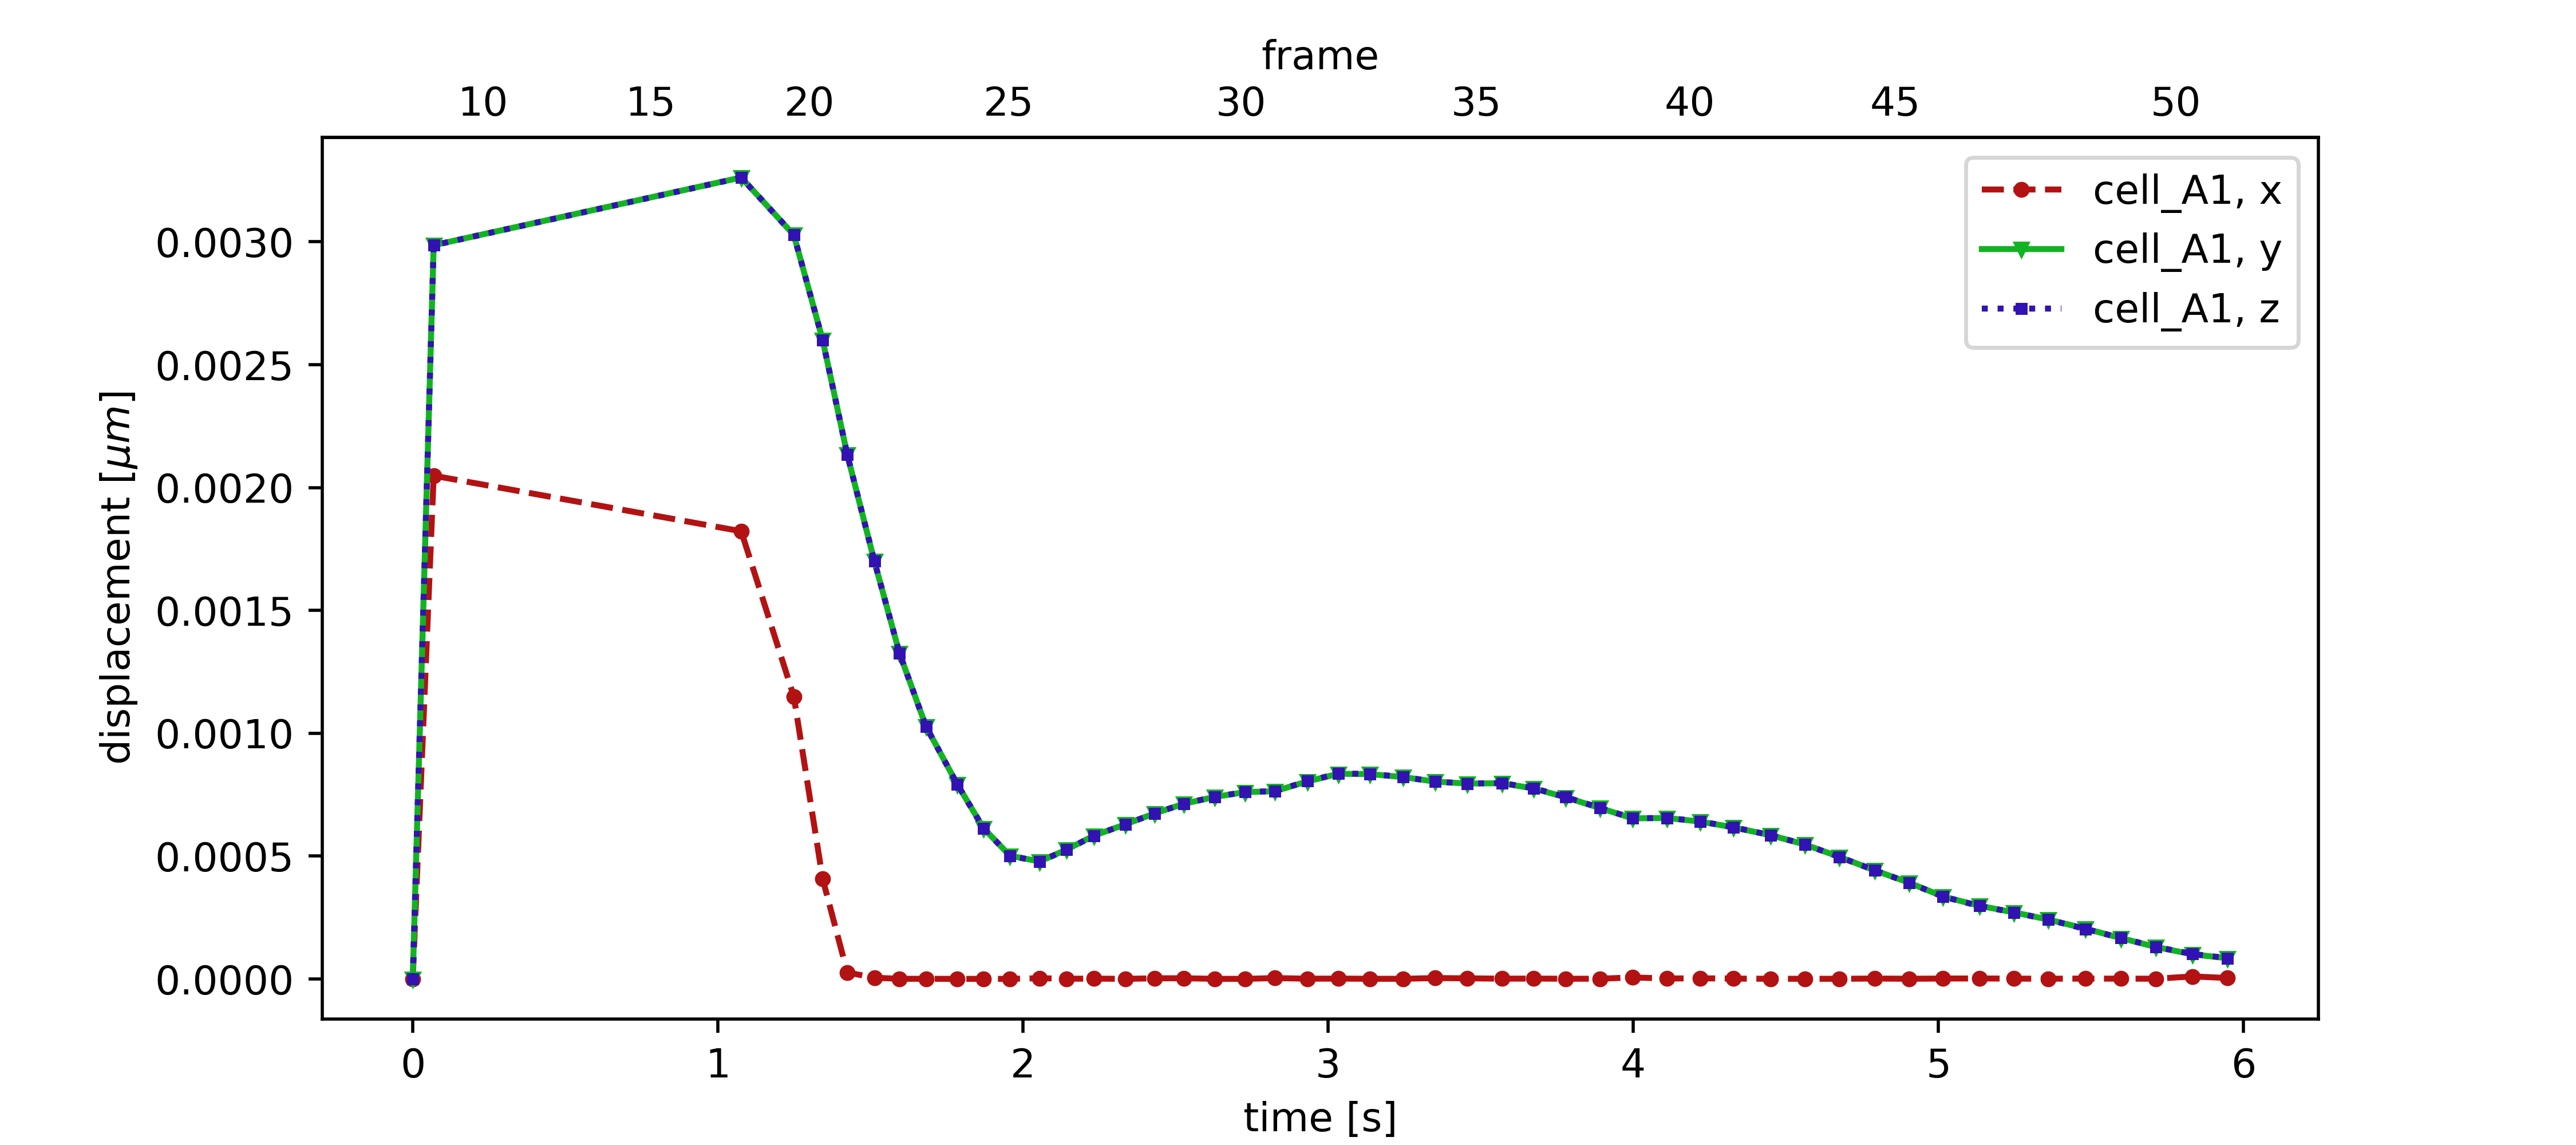 frame
10 15 20 25 30 35 40 45 50
cell_A1, x
cell_A1, y
cell_A1, z
displacement [μm]
0.0030
0.0025
0.0020
0.0015
0.0010
0.0005
0.0000
0 1 2 3 4 5 6
time [s]